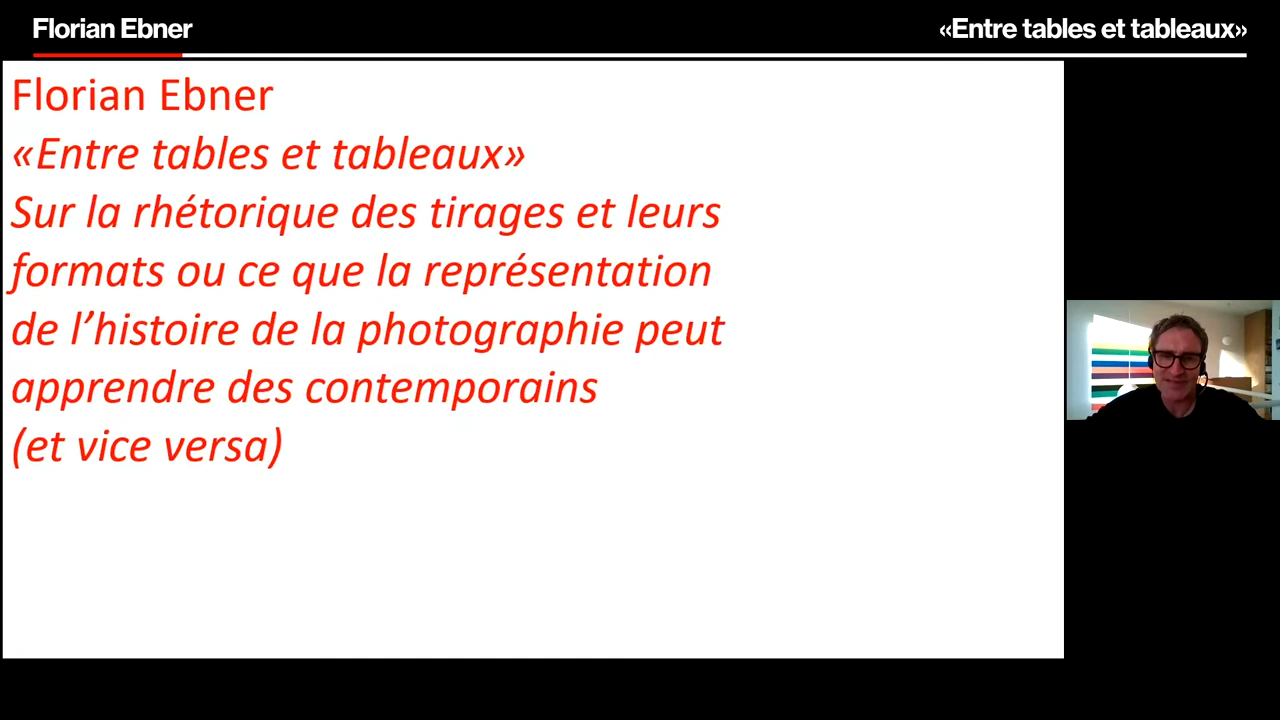 Florian Ebner
«Entre tables et tableaux»
Florian Ebner
«Entre tables et tableaux»
Sur la rhétorique des tirages et leurs
formats ou ce que la représentation
de l’histoire de la photographie peut
apprendre des contemporains
(et vice versa)